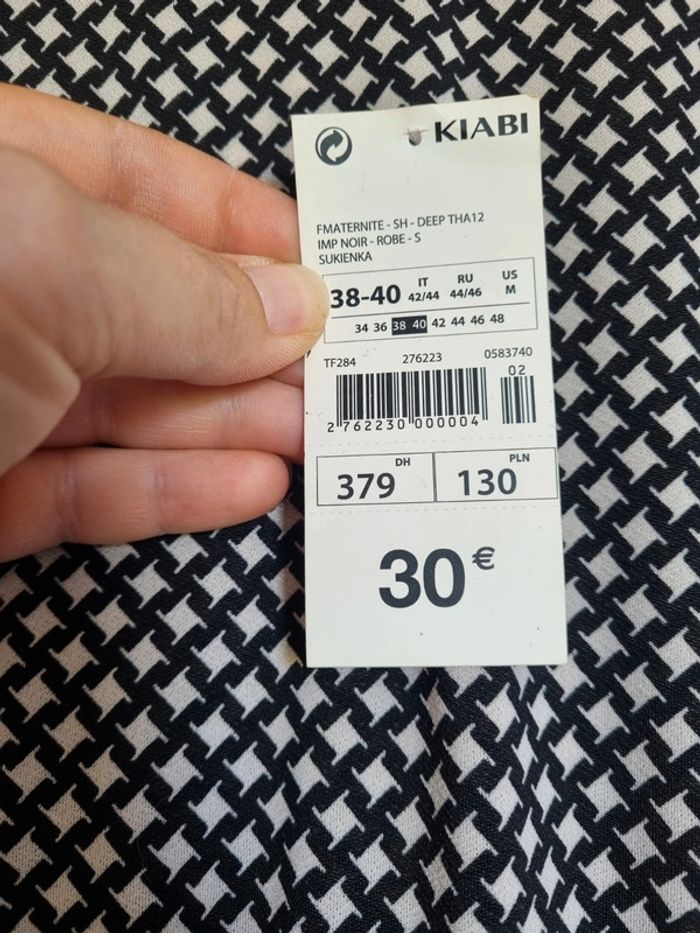 KIABI
FMATERNITE - SH - DEEP THA12
IMP NOIR - ROBE - S
SUKIENKA
38-40 IT 42/44 RU 44/46 US M
34 36 38 40 42 44 46 48
TF284 276223 0583740
02
2 762230 000004
379 DH 130 PLN
30 €